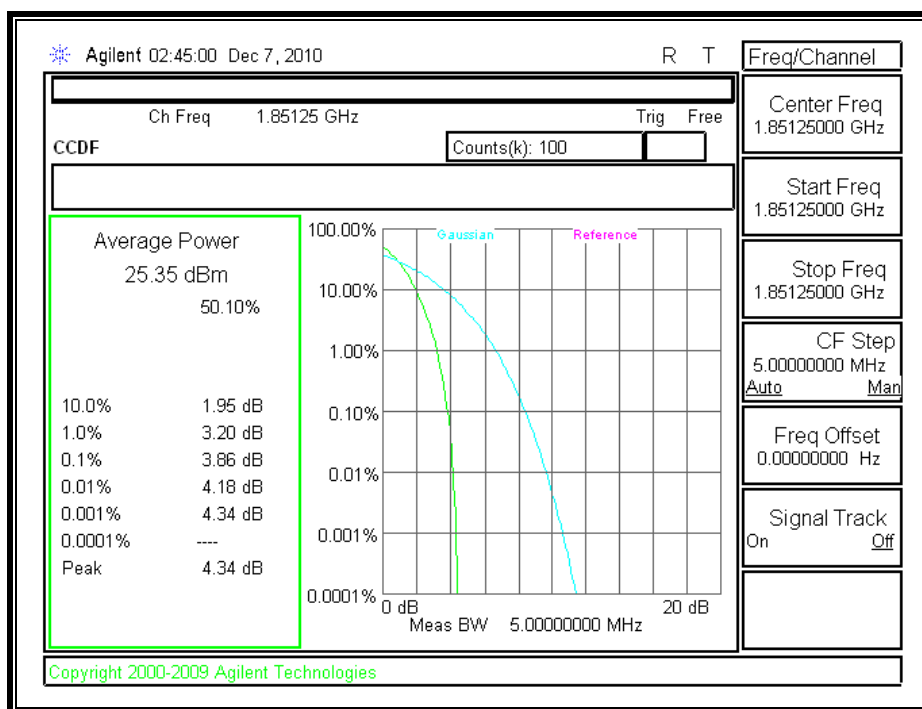 Agilent 02:45:00 Dec 7, 2010 R T
Ch Freq 1.85125 GHz Trig Free
CCDF Counts(k): 100
Average Power
25.35 dBm
50.10%
10.0% 1.95 dB
1.0% 3.20 dB
0.1% 3.86 dB
0.01% 4.18 dB
0.001% 4.34 dB
0.0001% ----
Peak 4.34 dB
Gaussian Reference
100.00%
10.00%
1.00%
0.10%
0.01%
0.001%
0.0001%
0 dB 20 dB
Meas BW 5.00000000 MHz
Freq/Channel
Center Freq
1.85125000 GHz
Start Freq
1.85125000 GHz
Stop Freq
1.85125000 GHz
CF Step
5.00000000 MHz
Auto Man
Freq Offset
0.00000000 Hz
Signal Track
On Off
Copyright 2000-2009 Agilent Technologies